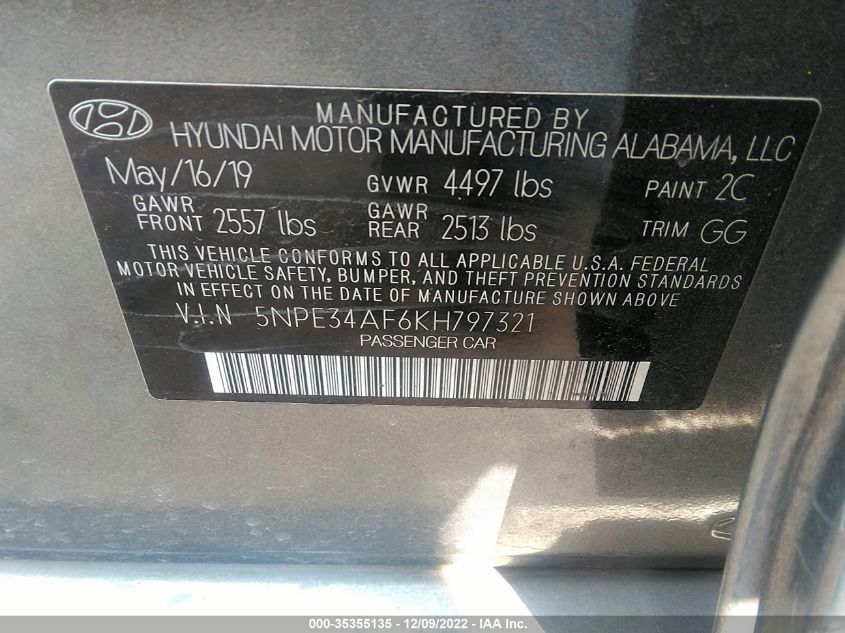 MANUFACTURED BY
HYUNDAI MOTOR MANUFACTURING ALABAMA, LLC
May/16/19 GVWR 4497 lbs PAINT 2C
GAWR FRONT 2557 lbs GAWR REAR 2513 lbs TRIM GG
THIS VEHICLE CONFORMS TO ALL APPLICABLE U.S.A. FEDERAL
MOTOR VEHICLE SAFETY, BUMPER, AND THEFT PREVENTION STANDARDS
IN EFFECT ON THE DATE OF MANUFACTURE SHOWN ABOVE.
V.I.N 5NPE34AF6KH797321
PASSENGER CAR
000-35355135 - 12/09/2022 - IAA Inc.